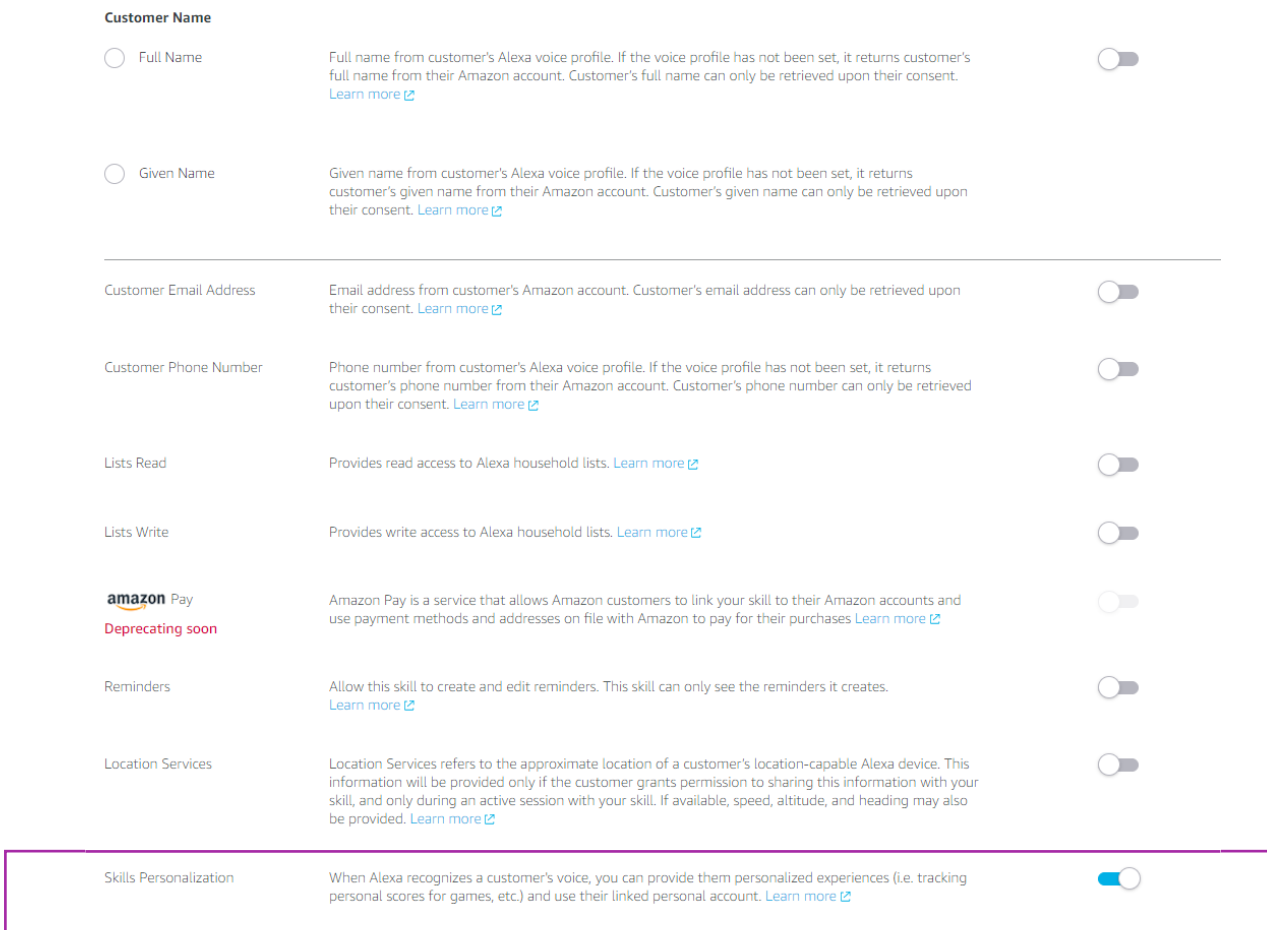 Customer Name
Full Name
Full name from customer's Alexa voice profile. If the voice profile has not been set, it returns customer's
full name from their Amazon account. Customer's full name can only be retrieved upon their consent.
Learn more
Given Name
Given name from customer's Alexa voice profile. If the voice profile has not been set, it returns
customer's given name from their Amazon account. Customer's given name can only be retrieved upon
their consent. Learn more
Customer Email Address
Email address from customer's Amazon account. Customer's email address can only be retrieved upon
their consent. Learn more
Customer Phone Number
Phone number from customer's Alexa voice profile. If the voice profile has not been set, it returns
customer's phone number from their Amazon account. Customer's phone number can only be retrieved
upon their consent. Learn more
Lists Read
Provides read access to Alexa household lists. Learn more
Lists Write
Provides write access to Alexa household lists. Learn more
amazon Pay
Deprecating soon
Amazon Pay is a service that allows Amazon customers to link your skill to their Amazon accounts and
use payment methods and addresses on file with Amazon to pay for their purchases Learn more
Reminders
Allow this skill to create and edit reminders. This skill can only see the reminders it creates.
Learn more
Location Services
Location Services refers to the approximate location of a customer's location-capable Alexa device. This
information will be provided only if the customer grants permission to sharing this information with your
skill, and only during an active session with your skill. If available, speed, altitude, and heading may also
be provided. Learn more
Skills Personalization
When Alexa recognizes a customer's voice, you can provide them personalized experiences (i.e. tracking
personal scores for games, etc.) and use their linked personal account. Learn more